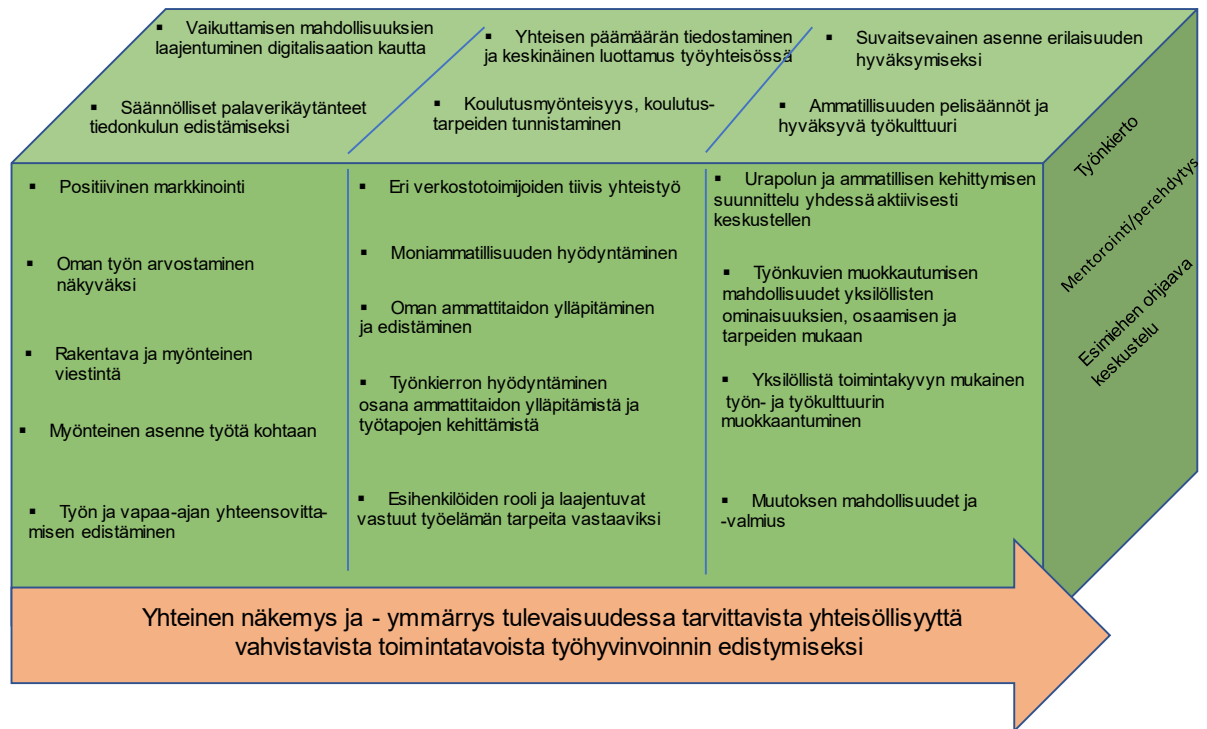 ▪ Vaikuttamisen mahdollisuuksien
laajentuminen digitalisaation kautta
▪ Säännölliset palaverikäytänteet
tiedonkulun edistämiseksi
▪ Yhteisen päämäärän tiedostaminen
ja keskinäinen luottamus työyhteisössä
▪ Koulutusmyönteisyys, koulutus-
tarpeiden tunnistaminen
▪ Suvaitsevainen asenne erilaisuuden
hyväksymiseksi
▪ Ammatillisuuden pelisäännöt ja
hyväksyvä työkulttuuri
▪ Positiivinen markkinointi
▪ Oman työn arvostaminen
näkyväksi
▪ Rakentava ja myönteinen
viestintä
▪ Myönteinen asenne työtä kohtaan
▪ Työn ja vapaa-ajan yhteensovitta-
misen edistäminen
▪ Eri verkostotoimijoiden tiivis yhteistyö
▪ Moniammatillisuuden hyödyntäminen
▪ Oman ammattitaidon ylläpitäminen
ja edistäminen
▪ Työnkierron hyödyntäminen
osana ammattitaidon ylläpitämistä ja
työtapojen kehittämistä
▪ Esihenkilöiden rooli ja laajentuvat
vastuut työelämän tarpeita vastaaviksi
▪ Urapolun ja ammatillisen kehittymisen
suunnittelu yhdessä aktiivisesti
keskustellen
▪ Työnkuvien muokkautumisen
mahdollisuudet yksilöllisten
ominaisuuksien, osaamisen ja
tarpeiden mukaan
▪ Yksilöllistä toimintakyvyn mukainen
työn- ja työkulttuurin
muokkaantuminen
▪ Muutoksen mahdollisuudet ja
-valmius
Työnkierto
Mentorointi/perehdytys
Esimiehen ohjaava
keskustelu
Yhteinen näkemys ja - ymmärrys tulevaisuudessa tarvittavista yhteisöllisyyttä
vahvistavista toimintatavoista työhyvinvoinnin edistymiseksi